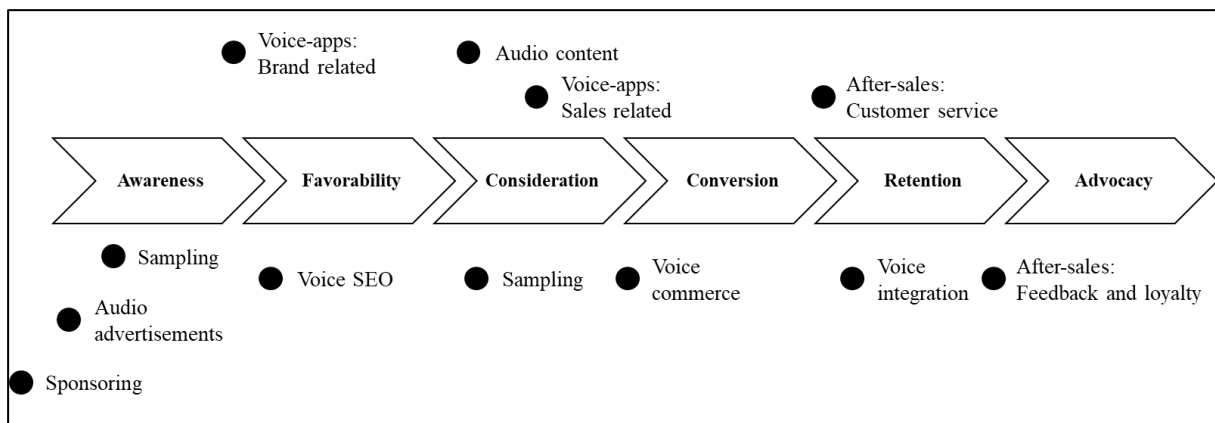 Voice-apps:
Brand related
Audio content
Voice-apps:
Sales related
After-sales:
Customer service
Awareness
Favorability
Consideration
Conversion
Retention
Advocacy
Sampling
Voice SEO
Sampling
Voice
commerce
Voice
integration
After-sales:
Feedback and loyalty
Audio
advertisements
Sponsoring